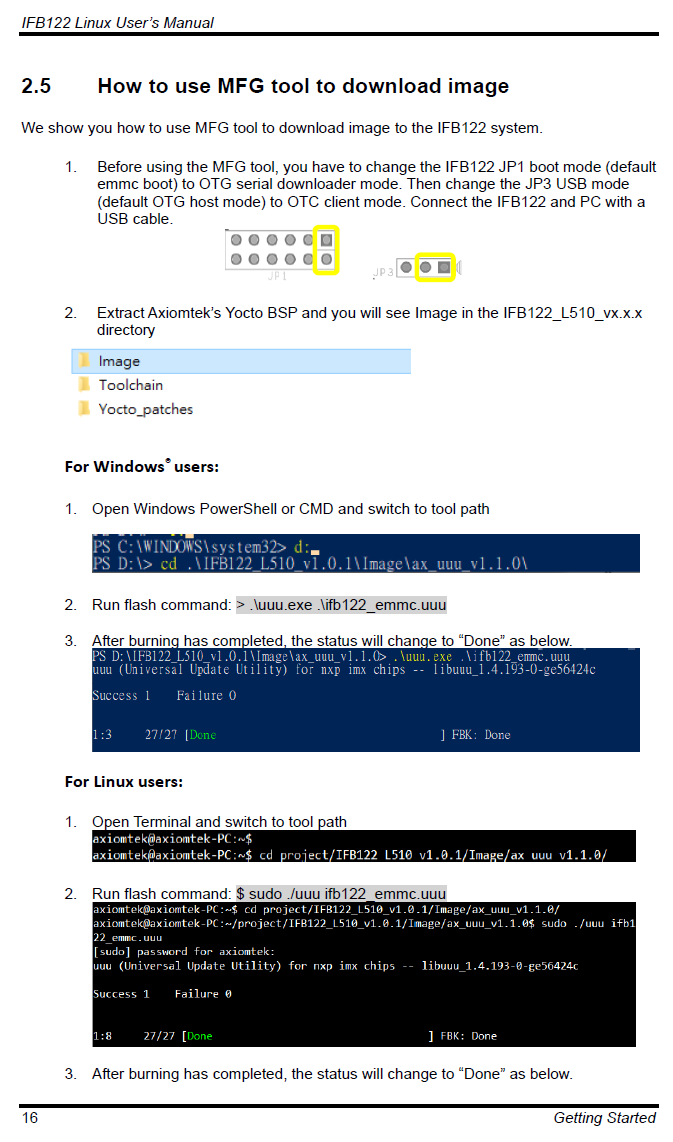 IFB122 Linux User's Manual
2.5 How to use MFG tool to download image
We show you how to use MFG tool to download image to the IFB122 system.
1. Before using the MFG tool, you have to change the IFB122 JP1 boot mode (default
emmc boot) to OTG serial downloader mode. Then change the JP3 USB mode
(default OTG host mode) to OTC client mode. Connect the IFB122 and PC with a
USB cable.
JP1
JP3
2. Extract Axiomtek's Yocto BSP and you will see Image in the IFB122_L510_vx.x.x
directory
Image
Toolchain
Yocto_patches
For Windows® users:
1. Open Windows PowerShell or CMD and switch to tool path
PS C:\WINDOWS\system32> d:
PS D:\> cd .\IFB122_L510_v1.0.1\Image\ax_uuu_v1.1.0\
2. Run flash command: > .\uuu.exe .\ifb122_emmc.uuu
3. After burning has completed, the status will change to “Done” as below.
PS D:\IFB122_L510_v1.0.1\Image\ax_uuu_v1.1.0> .\uuu.exe .\ifb122_emmc.uuu
uuu (Universal Update Utility) for nxp imx chips -- libuuu_1.4.193-0-ge56424c
Success 1 Failure 0
1:3 27/27 [Done ] FBK: Done
For Linux users:
1. Open Terminal and switch to tool path
axiomtek@axiomtek-PC:~$
axiomtek@axiomtek-PC:~$ cd project/IFB122_L510_v1.0.1/Image/ax_uuu_v1.1.0/
2. Run flash command: $ sudo ./uuu ifb122_emmc.uuu
axiomtek@axiomtek-PC:~$ cd project/IFB122_L510_v1.0.1/Image/ax_uuu_v1.1.0/
axiomtek@axiomtek-PC:~/project/IFB122_L510_v1.0.1/Image/ax_uuu_v1.1.0$ sudo ./uuu ifb1
22_emmc.uuu
[sudo] password for axiomtek:
uuu (Universal Update Utility) for nxp imx chips -- libuuu_1.4.193-0-ge56424c
Success 1 Failure 0
1:8 27/27 [Done ] FBK: Done
3. After burning has completed, the status will change to “Done” as below.
16 Getting Started